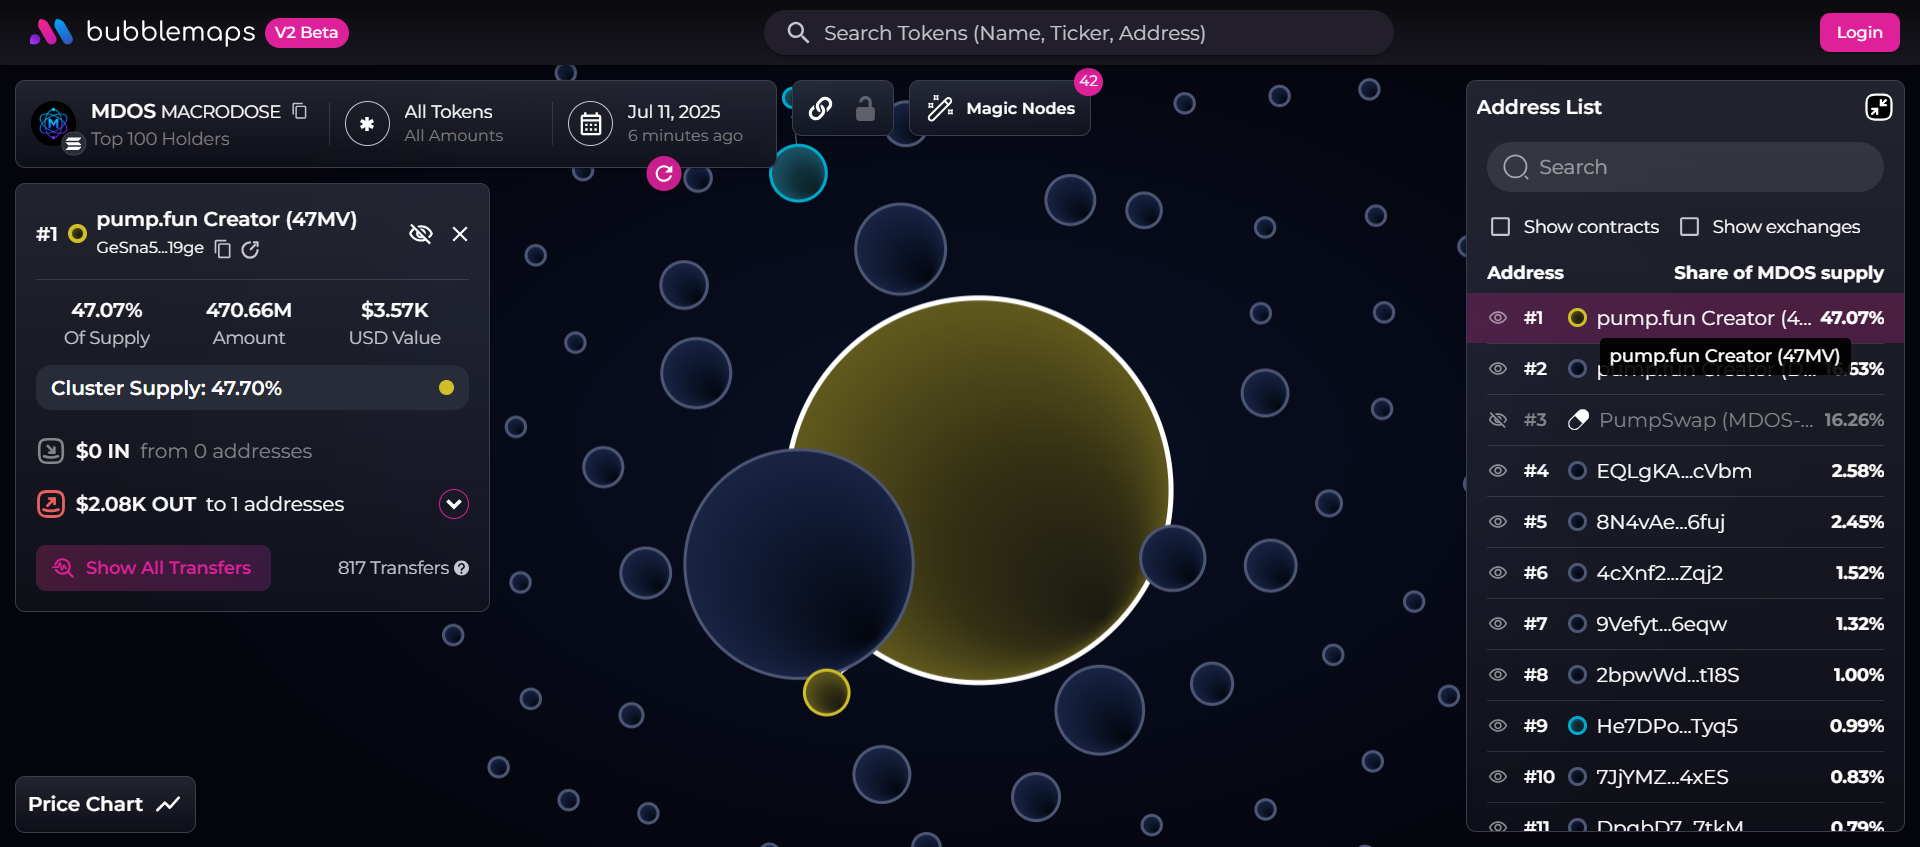 bubblemaps V2 Beta
Search Tokens (Name, Ticker, Address)
Login
MDOS MACRODOSE
Top 100 Holders
All Tokens
All Amounts
Jul 11, 2025
6 minutes ago
Magic Nodes
42
#1 pump.fun Creator (47MV)
GeSna5...19ge
47.07% 470.66M $3.57K
Of Supply Amount USD Value
Cluster Supply: 47.70%
$0 IN from 0 addresses
$2.08K OUT to 1 addresses
Show All Transfers 817 Transfers
Price Chart
Address List
Search
Show contracts Show exchanges
Address Share of MDOS supply
#1 pump.fun Creator (4... 47.07%
pump.fun Creator (47MV)
#2
#3 PumpSwap (MDOS-... 16.26%
#4 EQLgKA...cVbm 2.58%
#5 8N4vAe...6fuj 2.45%
#6 4cXnf2...Zqj2 1.52%
#7 9Vefyt...6eqw 1.32%
#8 2bpwWd...t18S 1.00%
#9 He7DPo...Tyq5 0.99%
#10 7JjYMZ...4xES 0.83%
#11 0.79%